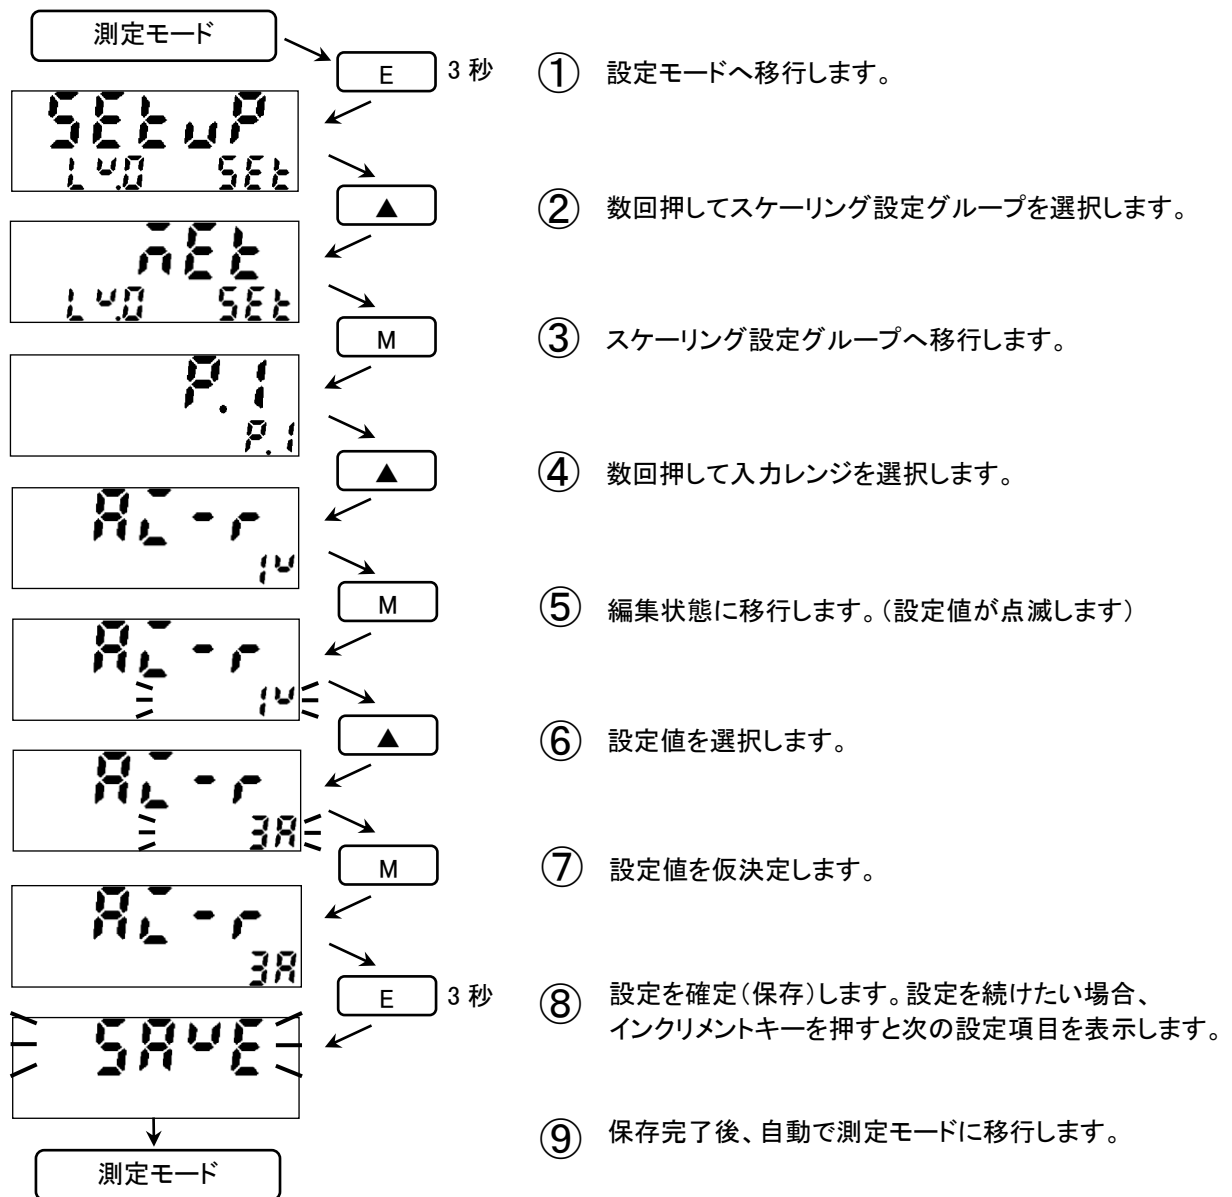 測定モード
E 3 秒 ① 設定モードへ移行します。
SEtuP
Lv.0 SEt
▲ ② 数回押してスケーリング設定グループを選択します。
mEt
Lv.0 SEt
M ③ スケーリング設定グループへ移行します。
P.1
P.1
▲ ④ 数回押して入力レンジを選択します。
AC-r
1V
M ⑤ 編集状態に移行します。（設定値が点滅します）
AC-r
1V
▲ ⑥ 設定値を選択します。
AC-r
3A
M ⑦ 設定値を仮決定します。
AC-r
3A
E 3 秒 ⑧ 設定を確定（保存）します。設定を続けたい場合、
インクリメントキーを押すと次の設定項目を表示します。
SAvE
⑨ 保存完了後、自動で測定モードに移行します。
測定モード